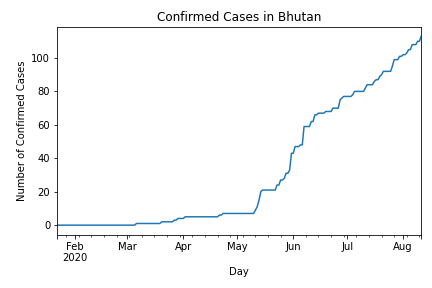 Confirmed Cases in Bhutan
Number of Confirmed Cases
100
80
60
40
20
0
Feb Mar Apr May Jun Jul Aug
2020
Day